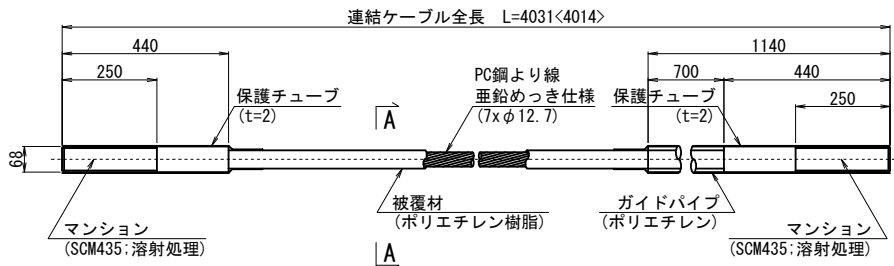 連結ケーブル全長 L=4031<4014>
440
1140
250
700
440
250
保護チューブ
(t=2)
PC鋼より線
亜鉛めっき仕様
(7xφ12.7)
保護チューブ
(t=2)
A
68
マンション
(SCM435;溶射処理)
被覆材
(ポリエチレン樹脂)
ガイドパイプ
(ポリエチレン)
マンション
(SCM435;溶射処理)
A